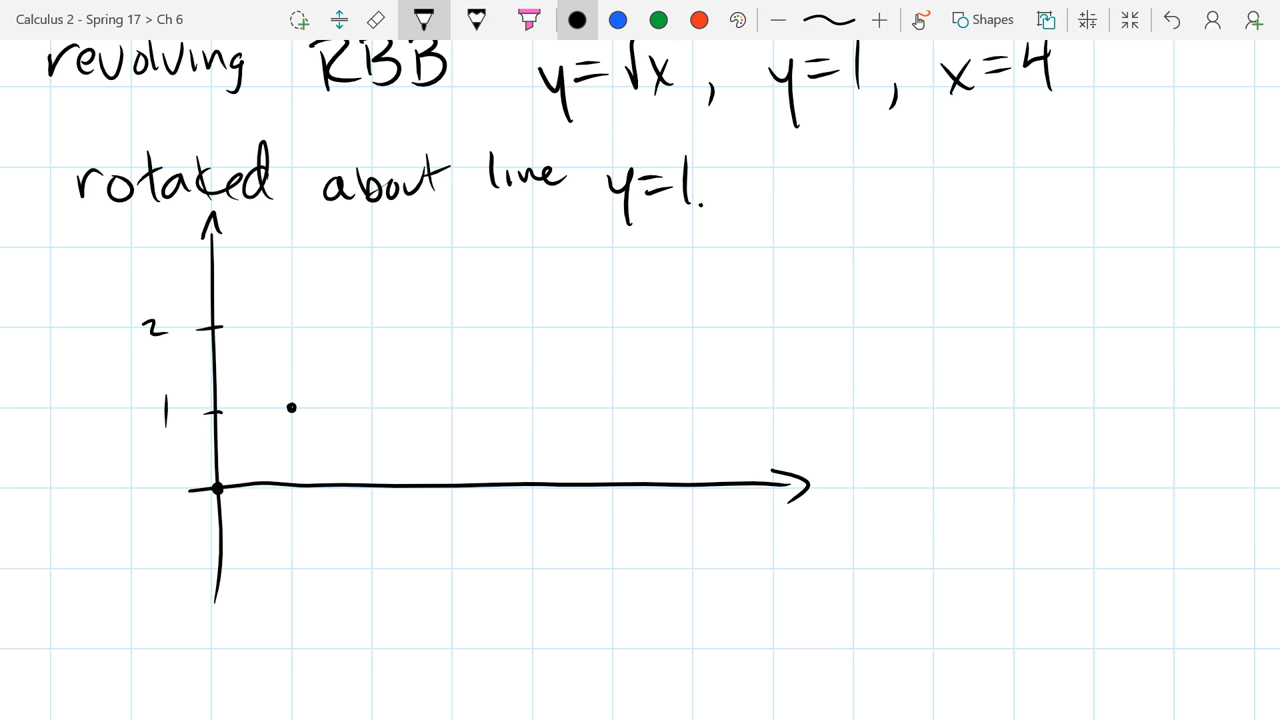 Calculus 2 - Spring 17 > Ch 6
Shapes
revolving RBB y=√x, y=1, x=4
rotated about line y=1.
2
1